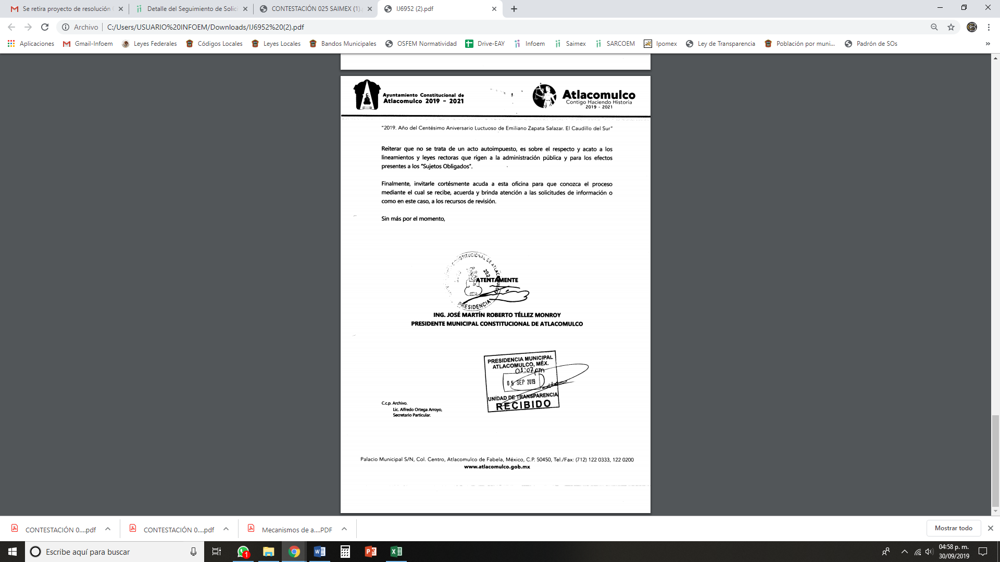 Se retira proyecto de resolución
Detalle del Seguimiento de Solici
CONTESTACIÓN 025 SAIMEX (1).
IJ6952 (2).pdf
Archivo
C:/Users/USUARIO%20INFOEM/Downloads/IJ6952%20(2).pdf
Aplicaciones
Gmail-Infoem
Leyes Federales
Códigos Locales
Leyes Locales
Bandos Municipales
OSFEM Normatividad
Drive-EAY
Infoem
Saimex
SARCOEM
Ipomex
Ley de Transparencia
Población por muni...
Padrón de SOs
»
Ayuntamiento Constitucional de
Atlacomulco 2019 - 2021
Atlacomulco
Contigo Haciendo Historia
2019 - 2021
"2019. Año del Centésimo Aniversario Luctuoso de Emiliano Zapata Salazar. El Caudillo del Sur"
Reiterar que no se trata de un acto autoimpuesto, es sobre el respecto y acato a los
lineamientos y leyes rectoras que rigen a la administración pública y para los efectos
presentes a los "Sujetos Obligados".
Finalmente, invitarle cortésmente acuda a esta oficina para que conozca el proceso
mediante el cual se recibe, acuerda y brinda atención a las solicitudes de información o
como en este caso, a los recursos de revisión.
Sin más por el momento,
CONSTITUCIONAL DE ATLACOMULCO
PRESIDENCIA
ATENTAMENTE
ING. JOSÉ MARTÍN ROBERTO TÉLLEZ MONROY
PRESIDENTE MUNICIPAL CONSTITUCIONAL DE ATLACOMULCO
PRESIDENCIA MUNICIPAL
ATLACOMULCO, MÉX.
01:07pm
05 SEP 2019
UNIDAD DE TRANSPARENCIA
RECIBIDO
C.c.p. Archivo.
Lic. Alfredo Ortega Arroyo,
Secretario Particular.
Palacio Municipal S/N, Col. Centro, Atlacomulco de Fabela, México, C.P. 50450, Tel./Fax: (712) 122 0333, 122 0200
www.atlacomulco.gob.mx
CONTESTACIÓN 0....pdf
CONTESTACIÓN 0....pdf
Mecanismos de a....PDF
Mostrar todo
Escribe aquí para buscar
1
04:58 p. m.
30/09/2019